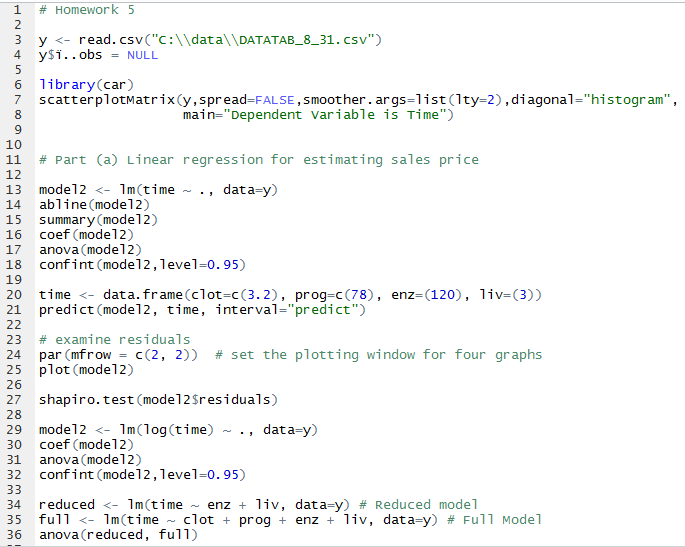 1 # Homework 5
2
3 y <- read.csv("C:\\data\\DATATAB_8_31.csv")
4 y$ï..obs = NULL
5
6 library(car)
7 scatterplotMatrix(y,spread=FALSE,smoother.args=list(lty=2),diagonal="histogram",
8 main="Dependent Variable is Time")
9
10
11 # Part (a) Linear regression for estimating sales price
12
13 model2 <- lm(time ~ ., data=y)
14 abline(model2)
15 summary(model2)
16 coef(model2)
17 anova(model2)
18 confint(model2,level=0.95)
19
20 time <- data.frame(clot=c(3.2), prog=c(78), enz=(120), liv=(3))
21 predict(model2, time, interval="predict")
22
23 # examine residuals
24 par(mfrow = c(2, 2)) # set the plotting window for four graphs
25 plot(model2)
26
27 shapiro.test(model2$residuals)
28
29 model2 <- lm(log(time) ~ ., data=y)
30 coef(model2)
31 anova(model2)
32 confint(model2,level=0.95)
33
34 reduced <- lm(time ~ enz + liv, data=y) # Reduced model
35 full <- lm(time ~ clot + prog + enz + liv, data=y) # Full Model
36 anova(reduced, full)